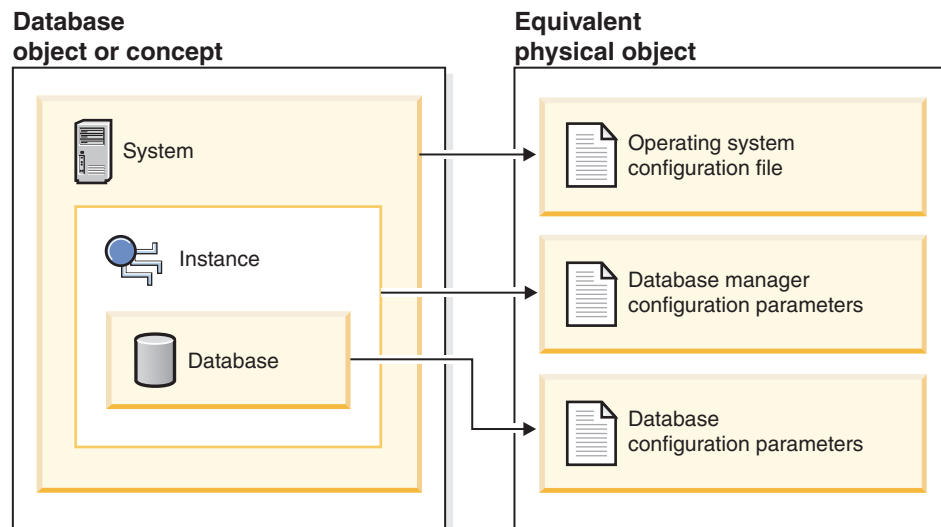 Database
object or concept
Equivalent
physical object
System
Instance
Database
Operating system
configuration file
Database manager
configuration parameters
Database
configuration parameters